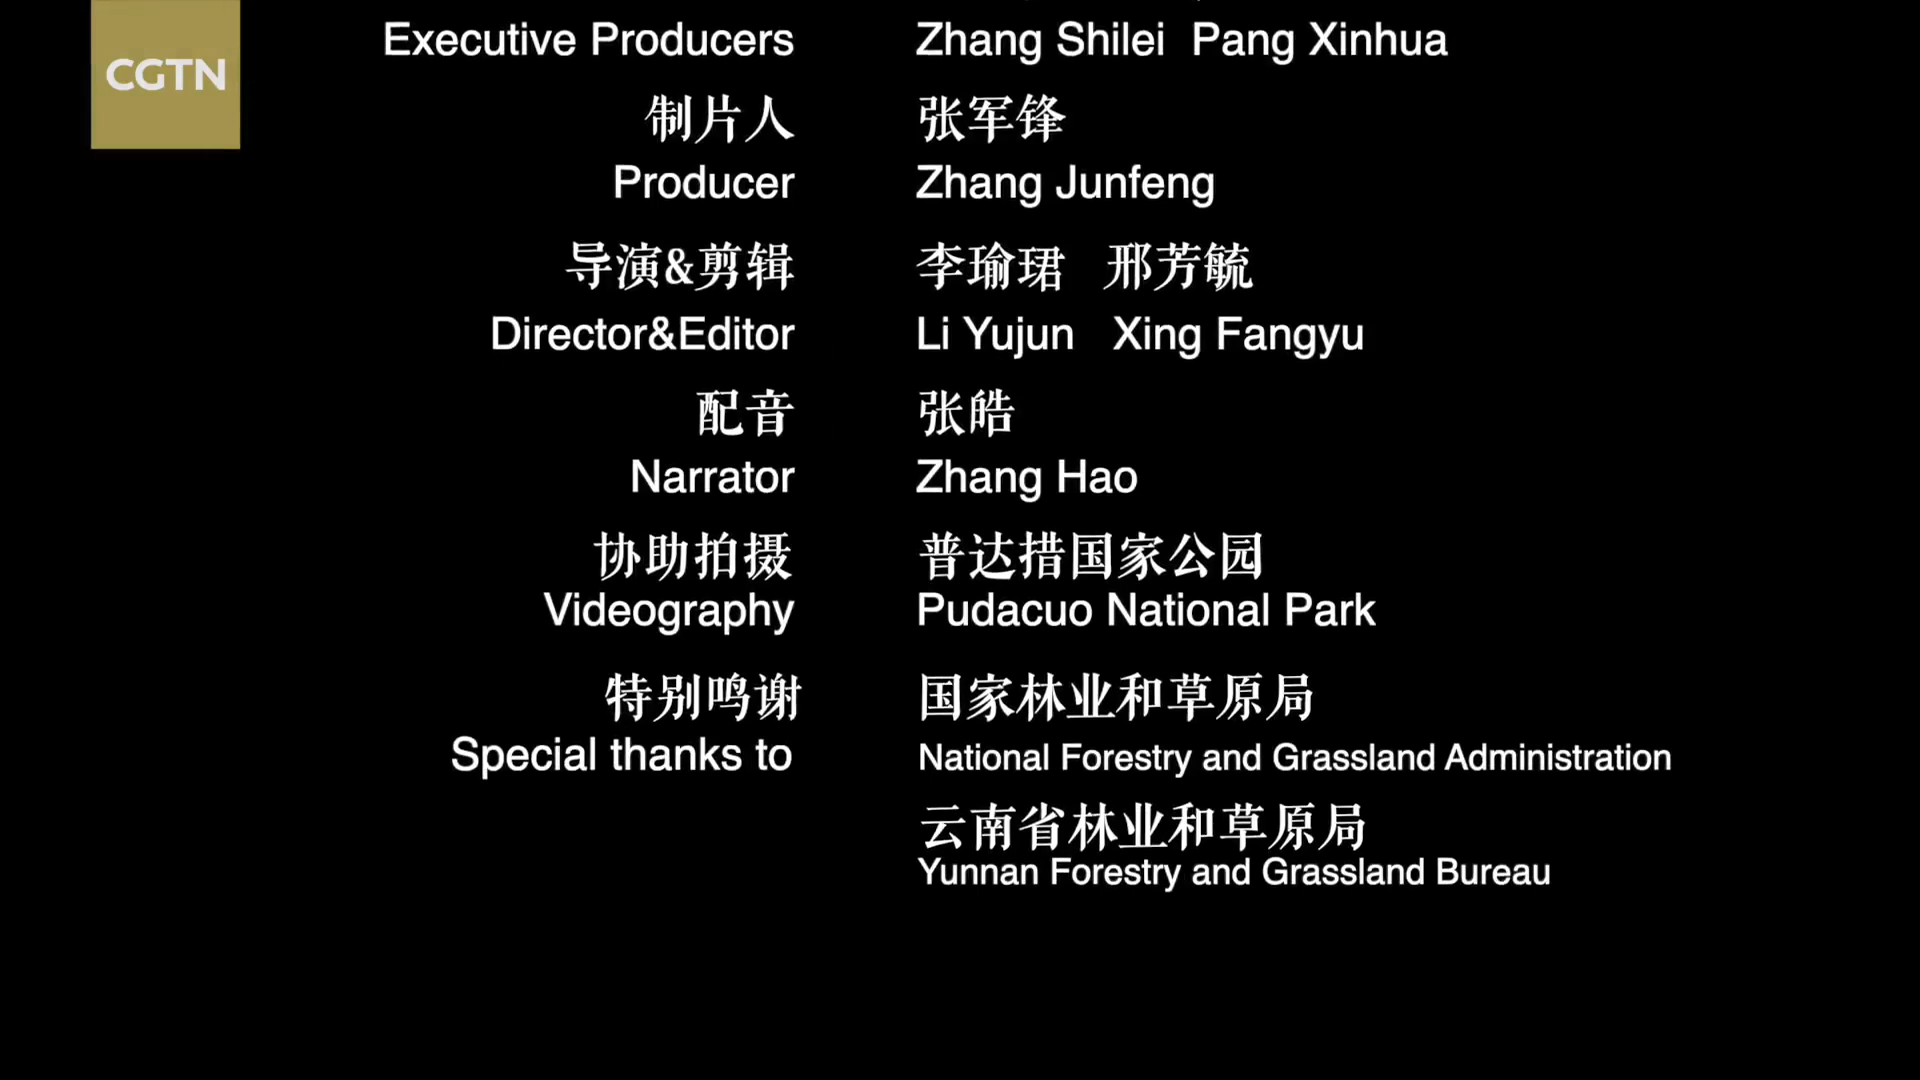 CGTN
Executive Producers Zhang Shilei Pang Xinhua
制片人 张军锋
Producer Zhang Junfeng
导演&剪辑 李瑜珺 邢芳毓
Director&Editor Li Yujun Xing Fangyu
配音 张皓
Narrator Zhang Hao
协助拍摄 普达措国家公园
Videography Pudacuo National Park
特别鸣谢 国家林业和草原局
Special thanks to National Forestry and Grassland Administration
云南省林业和草原局
Yunnan Forestry and Grassland Bureau